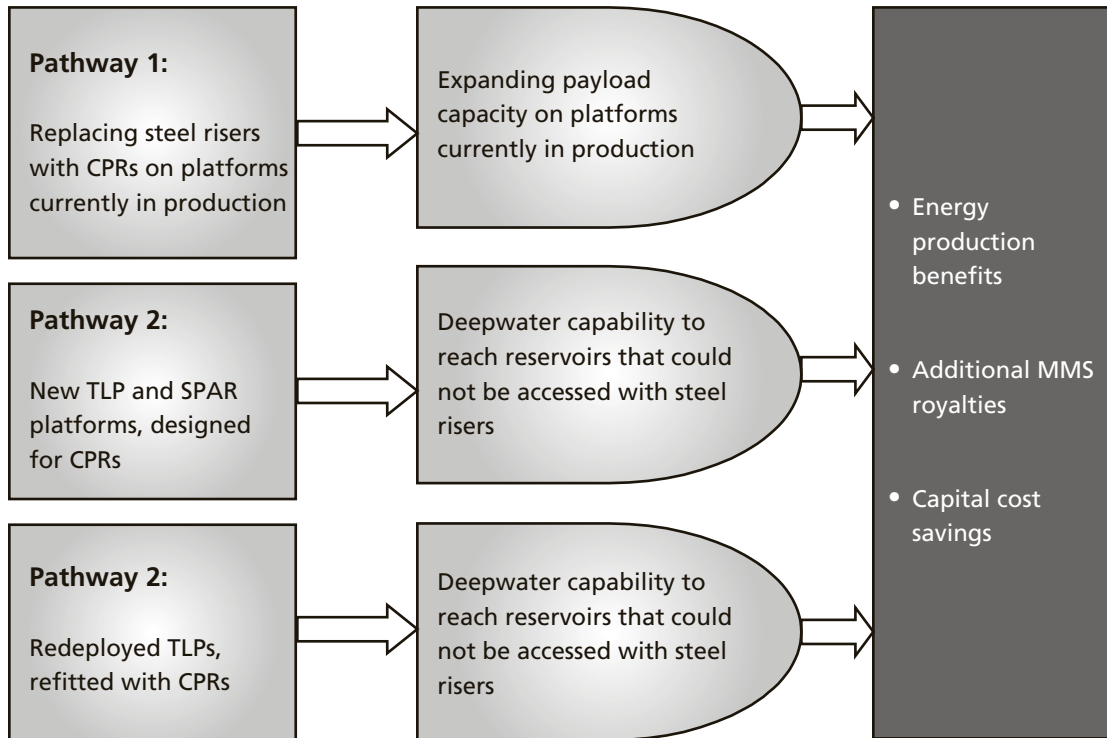 Pathway 1:
Replacing steel risers
with CPRs on platforms
currently in production
Expanding payload
capacity on platforms
currently in production
Pathway 2:
New TLP and SPAR
platforms, designed
for CPRs
Deepwater capability to
reach reservoirs that could
not be accessed with steel
risers
Pathway 2:
Redeployed TLPs,
refitted with CPRs
Deepwater capability to
reach reservoirs that could
not be accessed with steel
risers
• Energy
production
benefits
• Additional MMS
royalties
• Capital cost
savings